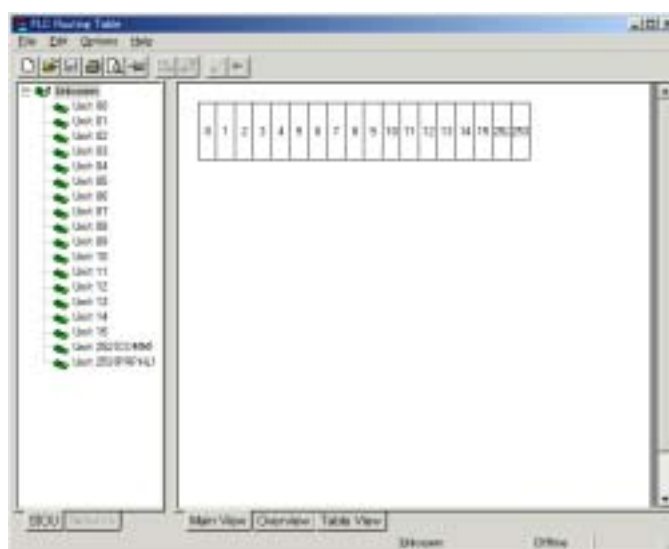 PLC Routing Table
File Edit Options Help
Unknown
Unit 00
Unit 01
Unit 02
Unit 03
Unit 04
Unit 05
Unit 06
Unit 07
Unit 08
Unit 09
Unit 10
Unit 11
Unit 12
Unit 13
Unit 14
Unit 15
0 1 2 3 4 5 6 7 8 9 10 11 12 13 14 15 252 253
SIOU
Main View Overview Table View
Unknown Offline